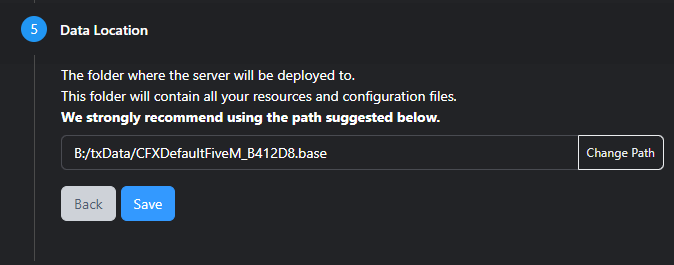 5 Data Location
The folder where the server will be deployed to.
This folder will contain all your resources and configuration files.
We strongly recommend using the path suggested below.
B:/txData/CFXDefaultFiveM_B412D8.base Change Path
Back Save